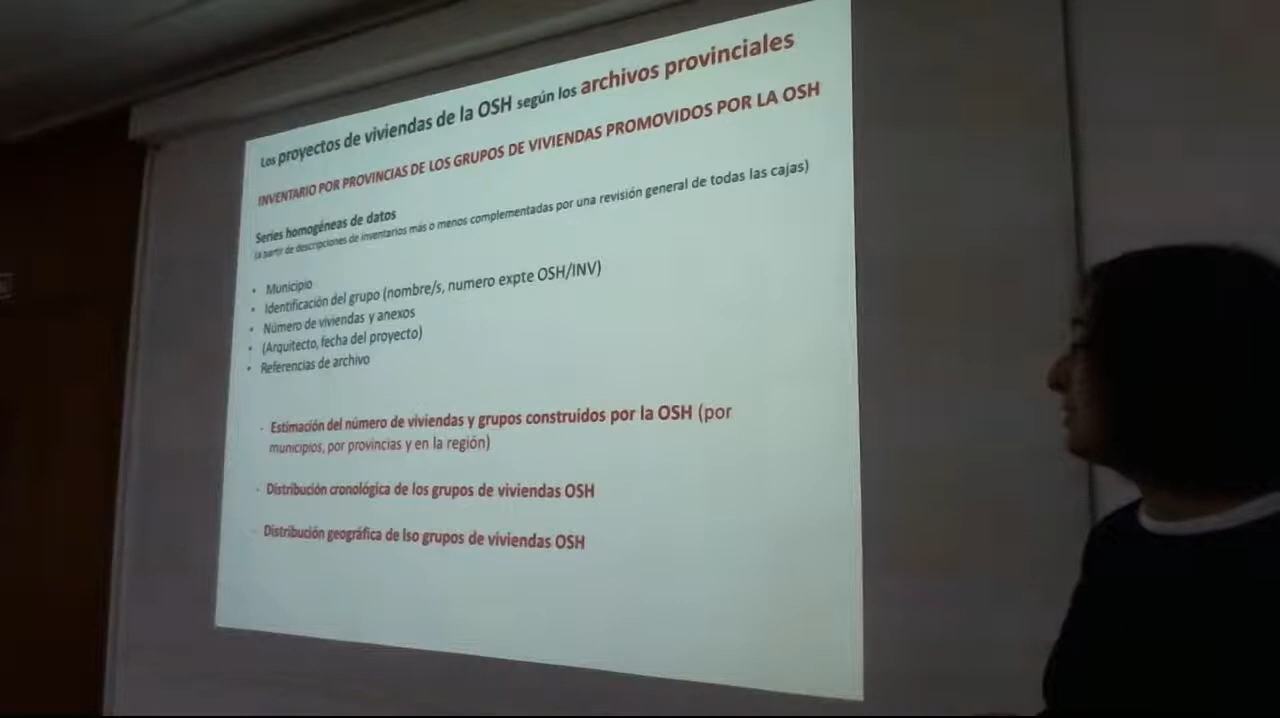 Los proyectos de viviendas de la OSH según los archivos provinciales
INVENTARIO POR PROVINCIAS DE LOS GRUPOS DE VIVIENDAS PROMOVIDOS POR LA OSH
Series homogéneas de datos
(a partir de descripciones de inventarios más o menos complementadas por una revisión general de todas las cajas)
• Municipio
• Identificación del grupo (nombre/s, numero expte OSH/INV)
• Número de viviendas y anexos
• (Arquitecto, fecha del proyecto)
• Referencias de archivo
- Estimación del número de viviendas y grupos construidos por la OSH (por
municipios, por provincias y en la región)
- Distribución cronológica de los grupos de viviendas OSH
- Distribución geográfica de lso grupos de viviendas OSH